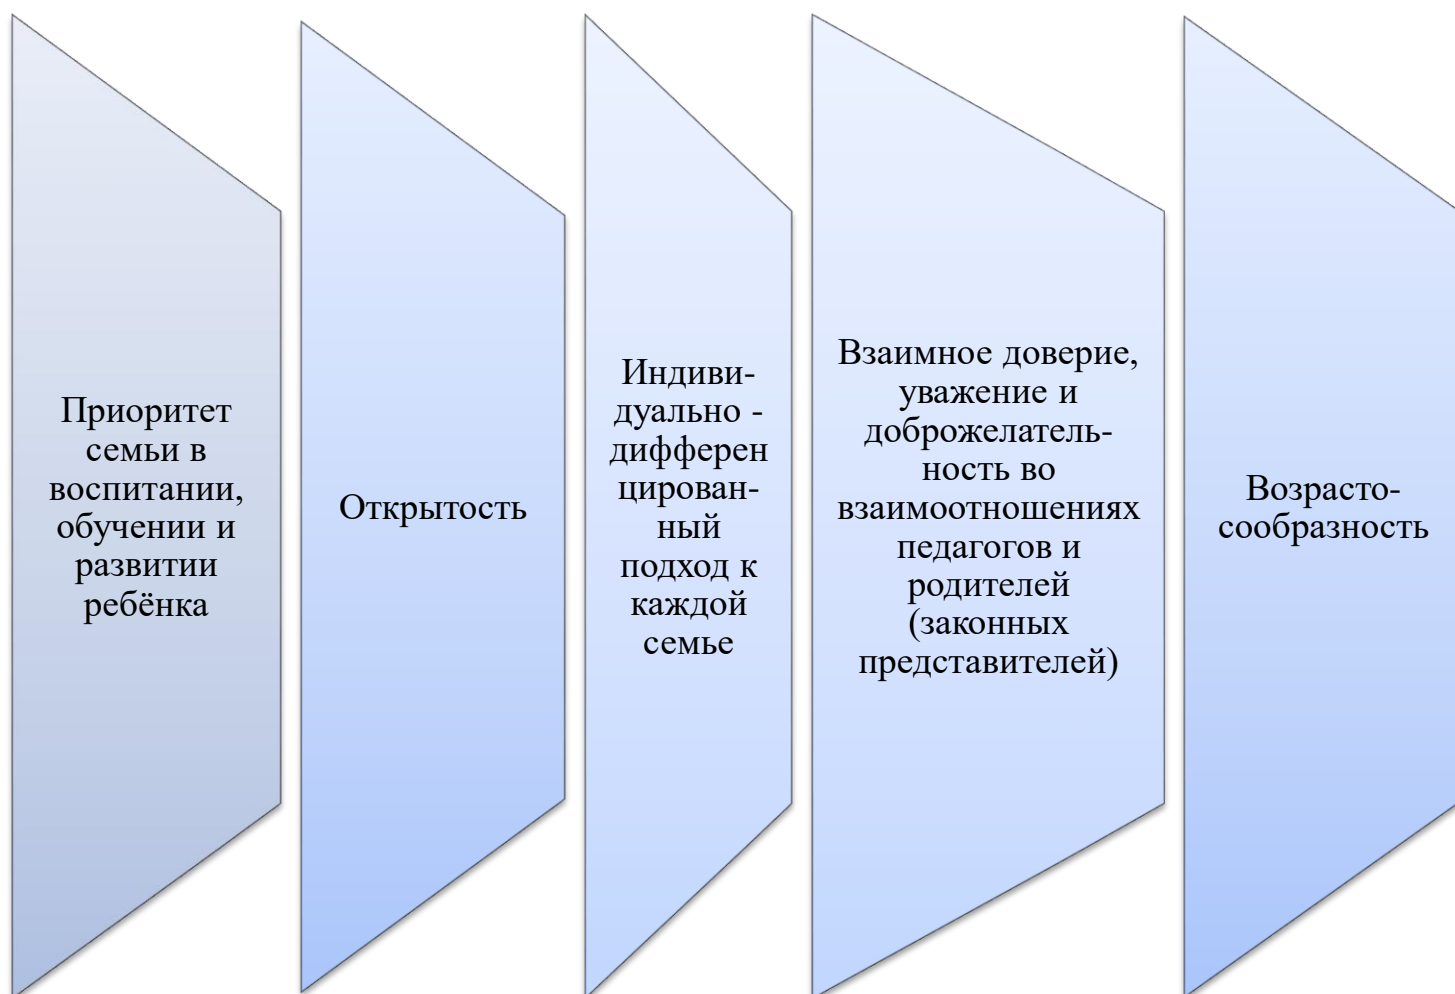 Приоритет
семьи в
воспитании,
обучении и
развитии
ребёнка
Открытость
Индиви-
дуально -
дифферен
цирован-
ный
подход к
каждой
семье
Взаимное доверие,
уважение и
доброжелатель-
ность во
взаимоотношениях
педагогов и
родителей
(законных
представителей)
Возрасто-
сообразность